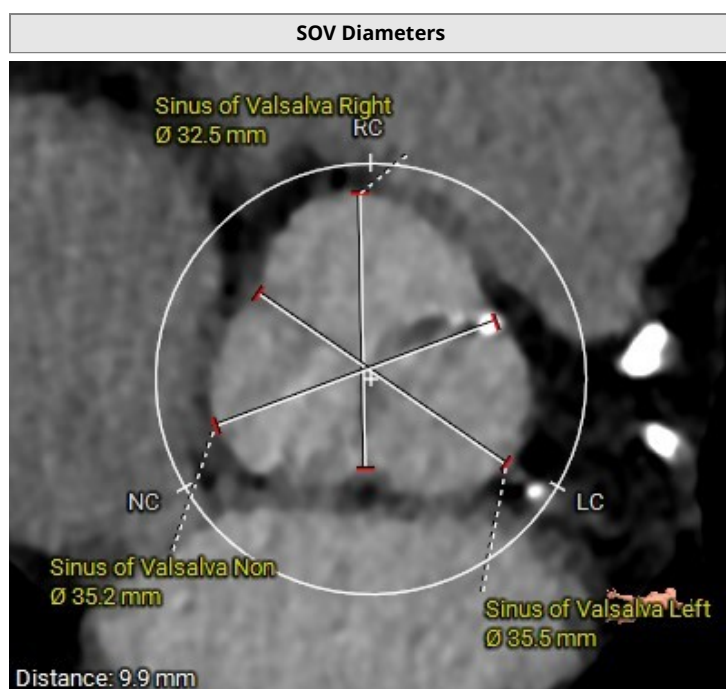 SOV Diameters
Sinus of Valsalva Right
Ø 32.5 mm
RC
NC
LC
Sinus of Valsalva Non
Ø 35.2 mm
Sinus of Valsalva Left
Ø 35.5 mm
Distance: 9.9 mm